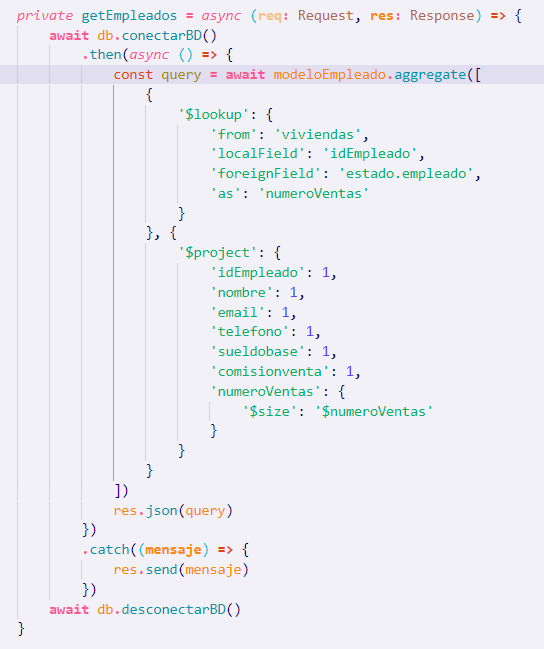 private getEmpleados = async (req: Request, res: Response) => {
    await db.conectarBD()
        .then(async () => {
            const query = await modeloEmpleado.aggregate([
                {
                    '$lookup': {
                        'from': 'viviendas',
                        'localField': 'idEmpleado',
                        'foreignField': 'estado.empleado',
                        'as': 'numeroVentas'
                    }
                }, {
                    '$project': {
                        'idEmpleado': 1,
                        'nombre': 1,
                        'email': 1,
                        'telefono': 1,
                        'sueldobase': 1,
                        'comisionventa': 1,
                        'numeroVentas': {
                            '$size': '$numeroVentas'
                        }
                    }
                }
            ])
            res.json(query)
        })
        .catch((mensaje) => {
            res.send(mensaje)
        })
    await db.desconectarBD()
}